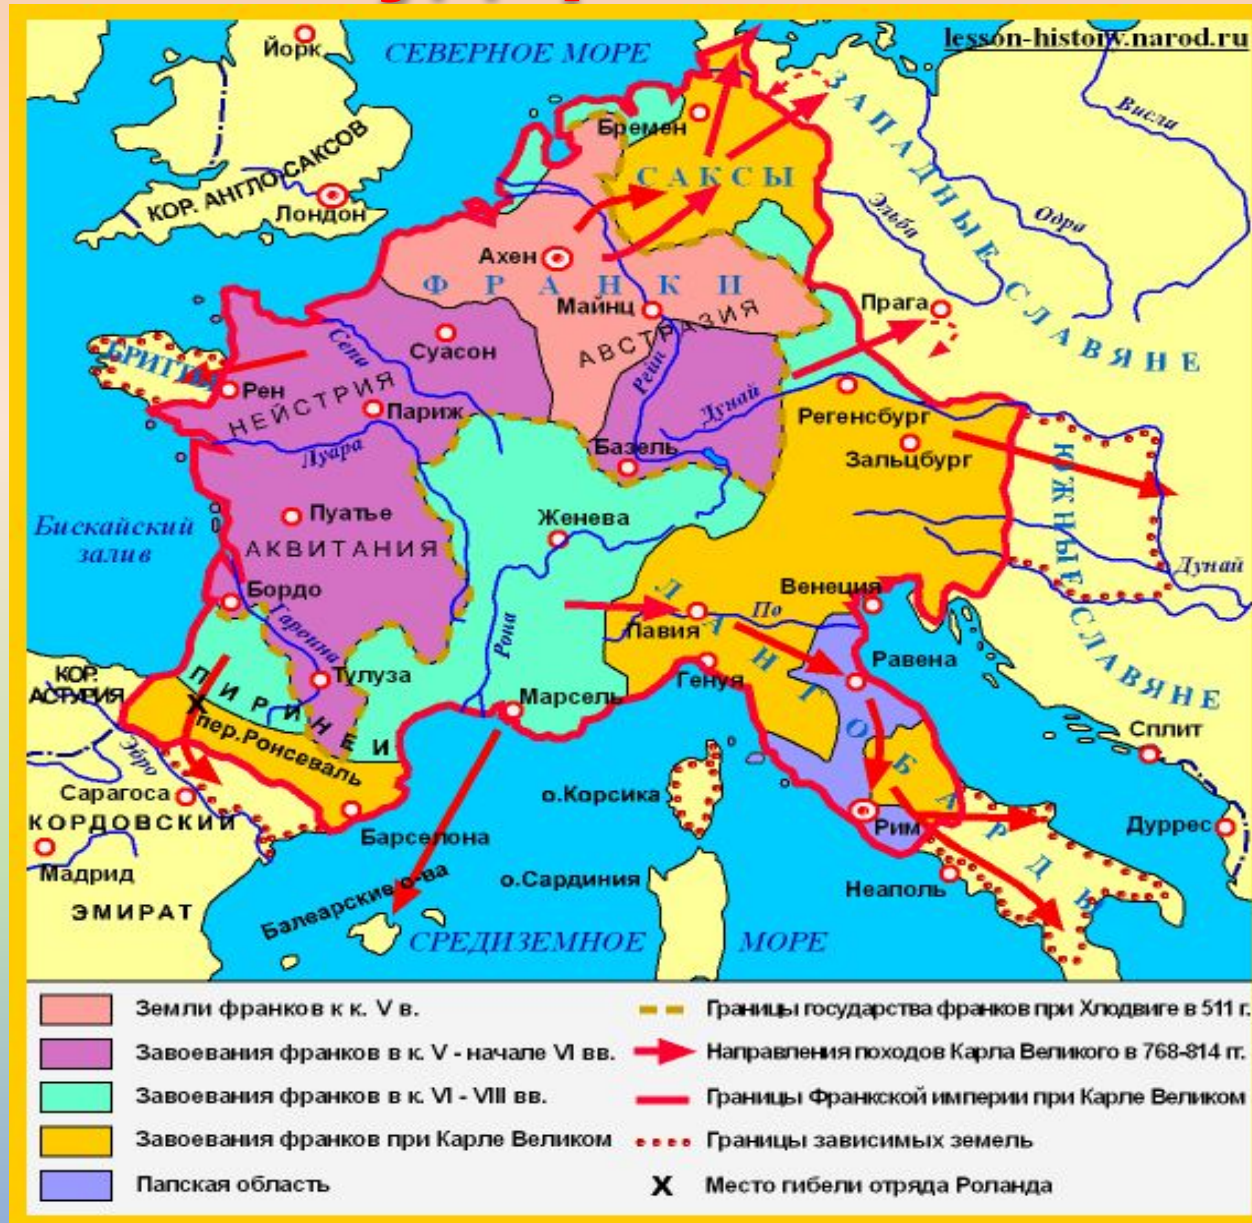 lesson-history.narod.ru
Йорк
СЕВЕРНОЕ МОРЕ
Висла
ЗАПАДНЫЕ СЛАВЯНЕ
Бремен
КОР. АНГЛО-САКСОВ
САКСЫ
Лондон
Эльба
Одра
Ахен
ФРАНКИ
Майнц
АВСТРАЗИЯ
Прага
Сена
Суасон
Рейн
БРИТТЫ
Рен
НЕЙСТРИЯ
Париж
Дунай
Регенсбург
Луара
Базель
Зальцбург
ЮЖНЫЕ СЛАВЯНЕ
Бискайский
залив
Пуатье
Женева
АКВИТАНИЯ
Дунай
Бордо
Венеция
ЛАНГОБАРДЫ
По
Гаронна
Рона
Павия
Равена
КОР.
АСТУРИЯ
ПИРИНЕИ
Тулуза
Генуя
Марсель
пер.Ронсеваль
Сплит
Эбро
Сарагоса
о.Корсика
КОРДОВСКИЙ
Барселона
Рим
Дуррес
Мадрид
о.Сардиния
Неаполь
ЭМИРАТ
Балеарские о-ва
СРЕДИЗЕМНОЕ МОРЕ
Земли франков к к. V в.
Границы государства франков при Хлодвиге в 511 г.
Завоевания франков в к. V - начале VI вв.
Направления походов Карла Великого в 768-814 гг.
Завоевания франков в к. VI - VIII вв.
Границы Франкской империи при Карле Великом
Завоевания франков при Карле Великом
Границы зависимых земель
Папская область
X Место гибели отряда Роланда